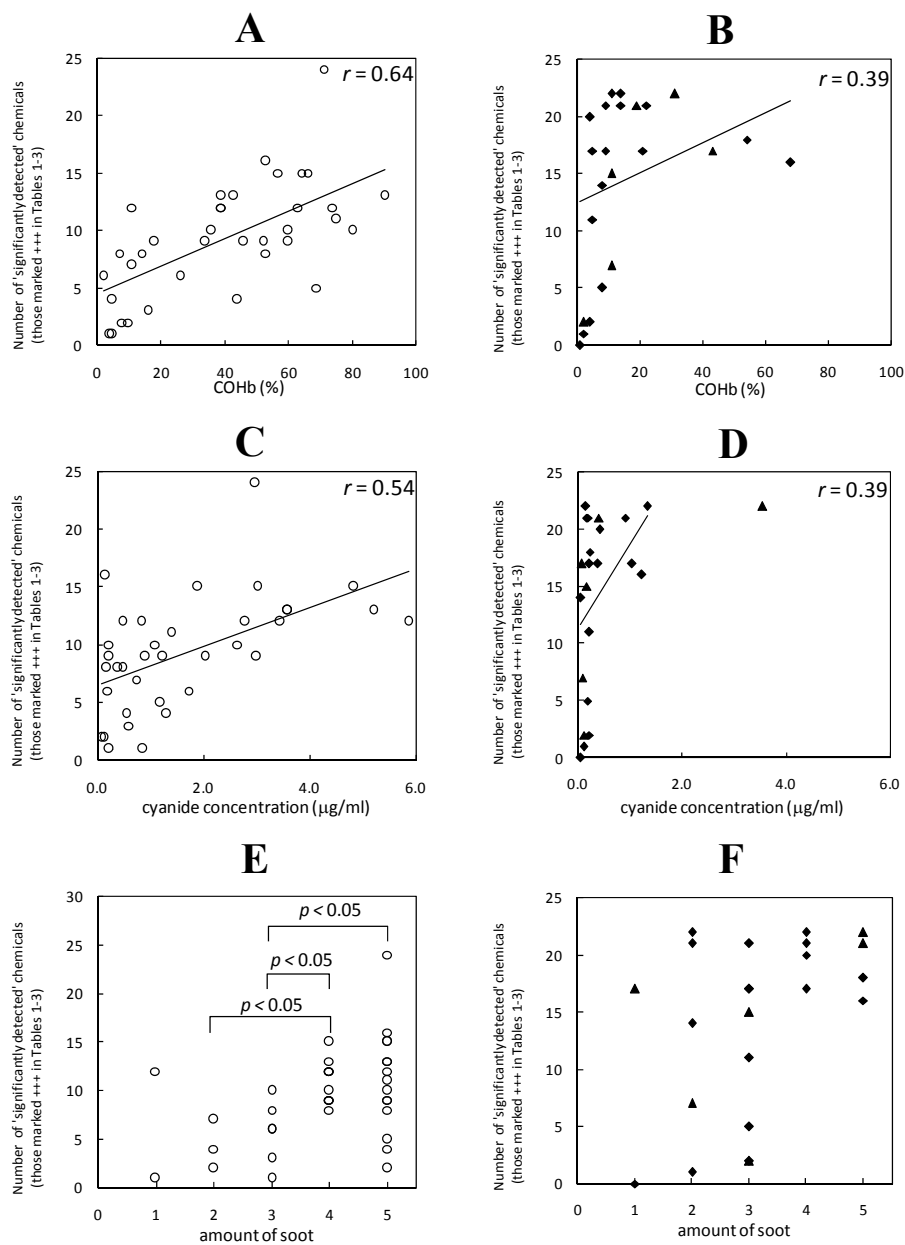 A
Number of 'significantly detected' chemicals
(those marked +++ in Tables 1-3)
25
20
15
10
5
0
r = 0.64
0 20 40 60 80 100
COHb (%)
B
Number of 'significantly detected' chemicals
(those marked +++ in Tables 1-3)
25
20
15
10
5
0
r = 0.39
0 20 40 60 80 100
COHb (%)
C
Number of 'significantly detected' chemicals
(those marked +++ in Tables 1-3)
25
20
15
10
5
0
r = 0.54
0.0 2.0 4.0 6.0
cyanide concentration (µg/ml)
D
Number of 'significantly detected' chemicals
(those marked +++ in Tables 1-3)
25
20
15
10
5
0
r = 0.39
0.0 2.0 4.0 6.0
cyanide concentration (µg/ml)
E
Number of 'significantly detected' chemicals
(those marked +++ in Tables 1-3)
30
25
20
15
10
5
0
p < 0.05
p < 0.05
p < 0.05
0 1 2 3 4 5
amount of soot
F
Number of 'significantly detected' chemicals
(those marked +++ in Tables 1-3)
25
20
15
10
5
0
0 1 2 3 4 5
amount of soot